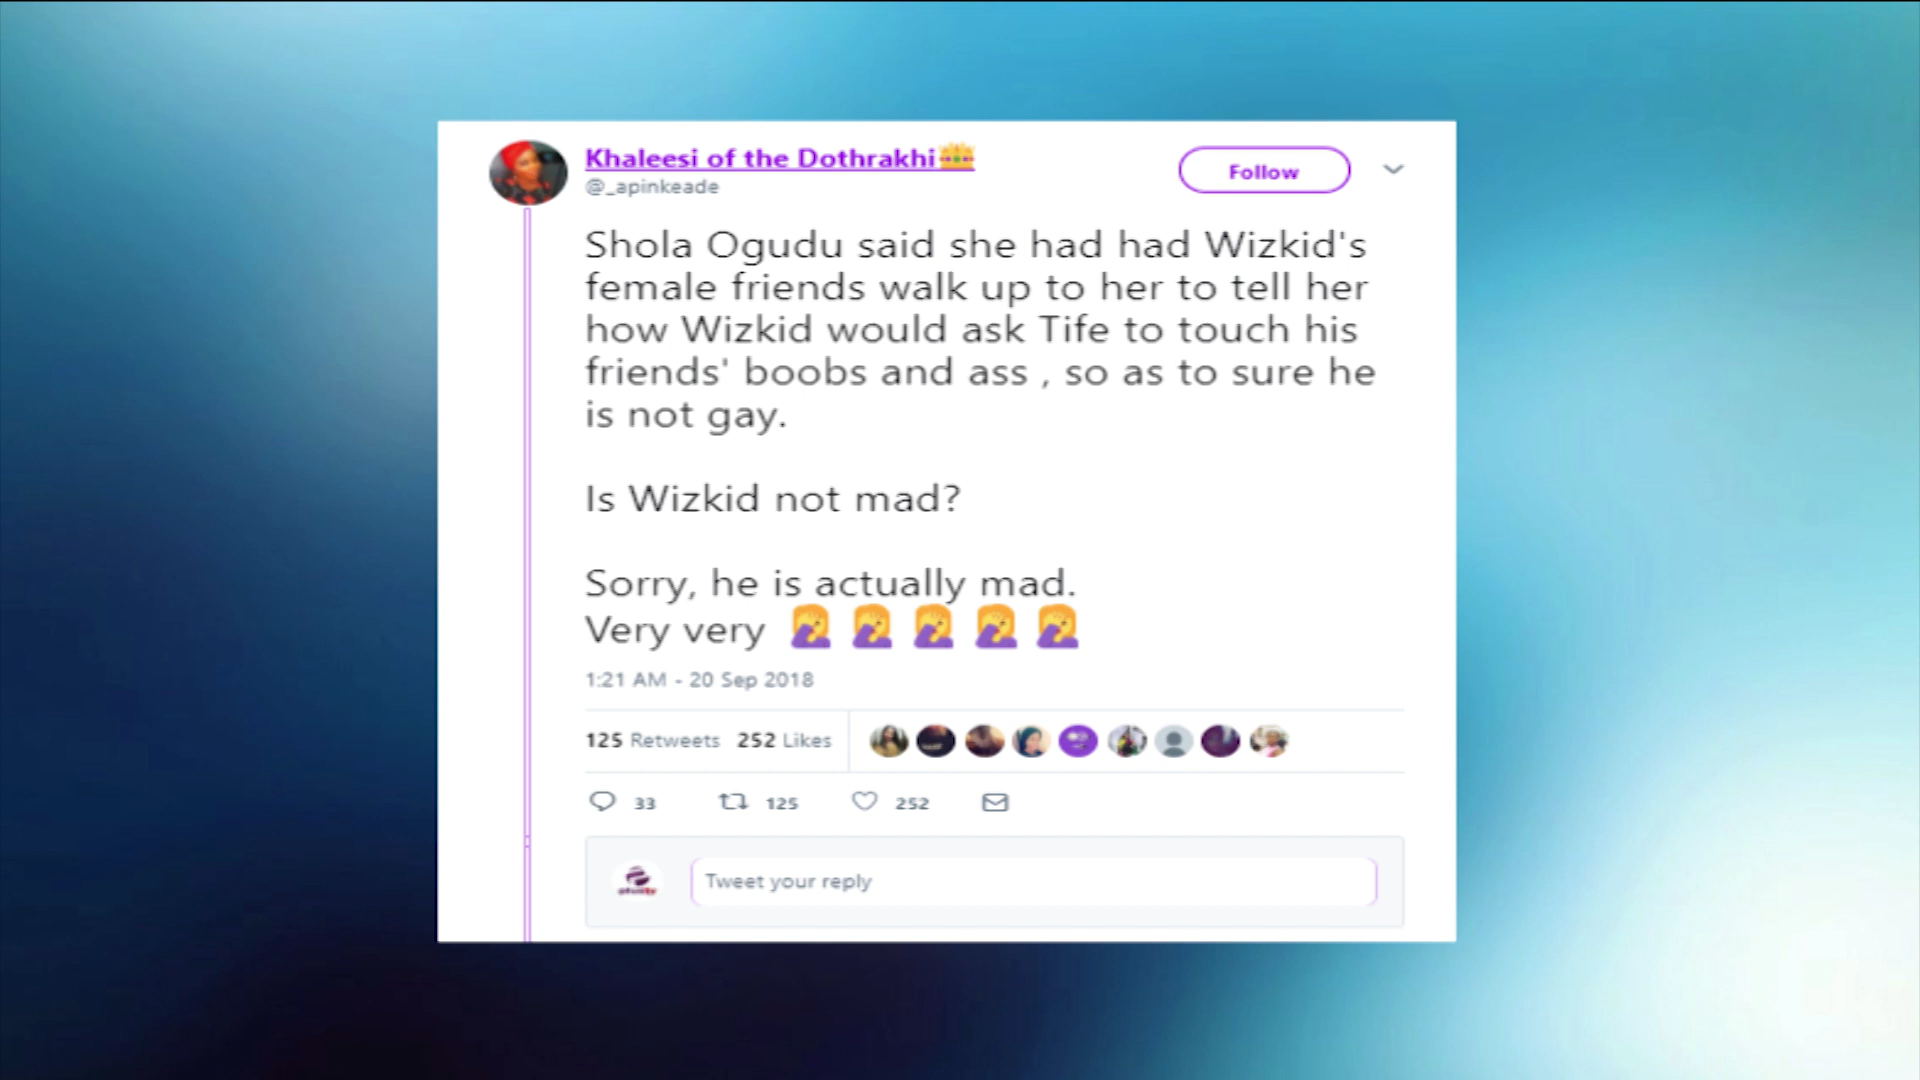 Khaleesi of the Dothrakhi👑
@_apinkeade
Follow
Shola Ogudu said she had had Wizkid's
female friends walk up to her to tell her
how Wizkid would ask Tife to touch his
friends' boobs and ass , so as to sure he
is not gay.
Is Wizkid not mad?
Sorry, he is actually mad.
Very very 🤦🤦🤦🤦🤦
1:21 AM - 20 Sep 2018
125 Retweets 252 Likes
33 125 252
Tweet your reply